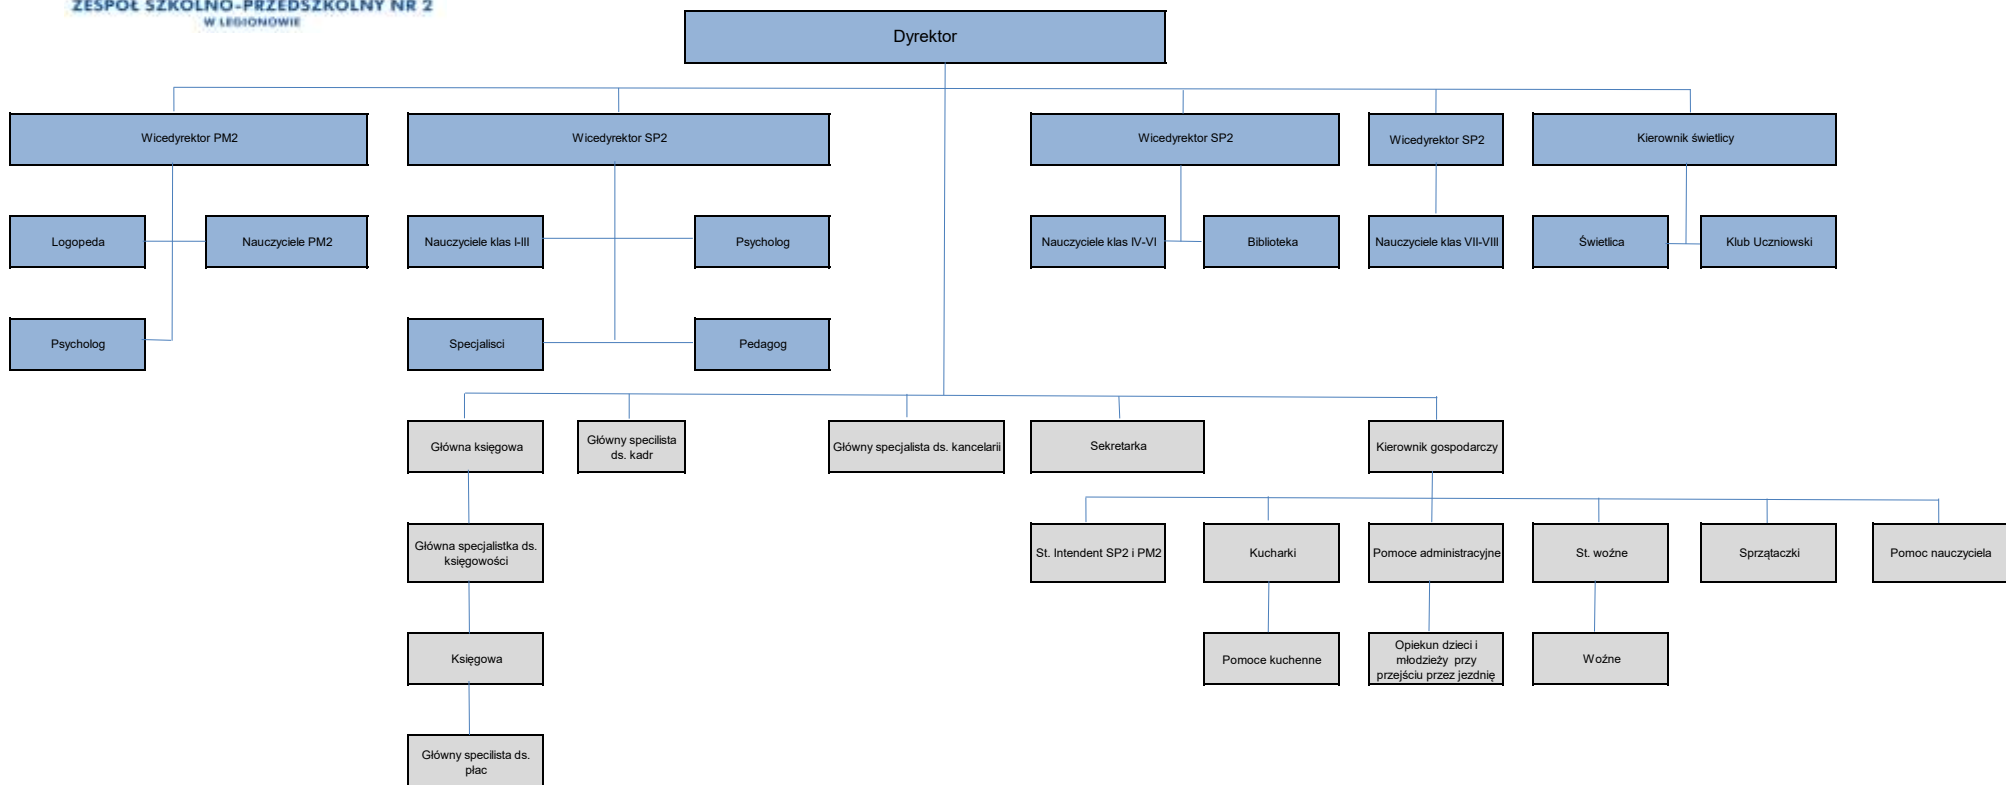 ZESPÓŁ SZKOLNO-PRZEDSZKOLNY NR 2
W LEGIONOWIE
Dyrektor
Wicedyrektor PM2
Wicedyrektor SP2
Wicedyrektor SP2
Wicedyrektor SP2
Kierownik świetlicy
Logopeda
Nauczyciele PM2
Nauczyciele klas I-III
Psycholog
Nauczyciele klas IV-VI
Biblioteka
Nauczyciele klas VII-VIII
Świetlica
Klub Uczniowski
Psycholog
Specjalisci
Pedagog
Główna księgowa
Główny specilista
ds. kadr
Główny specjalista ds. kancelarii
Sekretarka
Kierownik gospodarczy
Główna specjalistka ds.
księgowości
St. Intendent SP2 i PM2
Kucharki
Pomoce administracyjne
St. woźne
Sprzątaczki
Pomoc nauczyciela
Księgowa
Pomoce kuchenne
Opiekun dzieci i
młodzieży przy
przejściu przez jezdnię
Woźne
Główny specilista ds.
płac